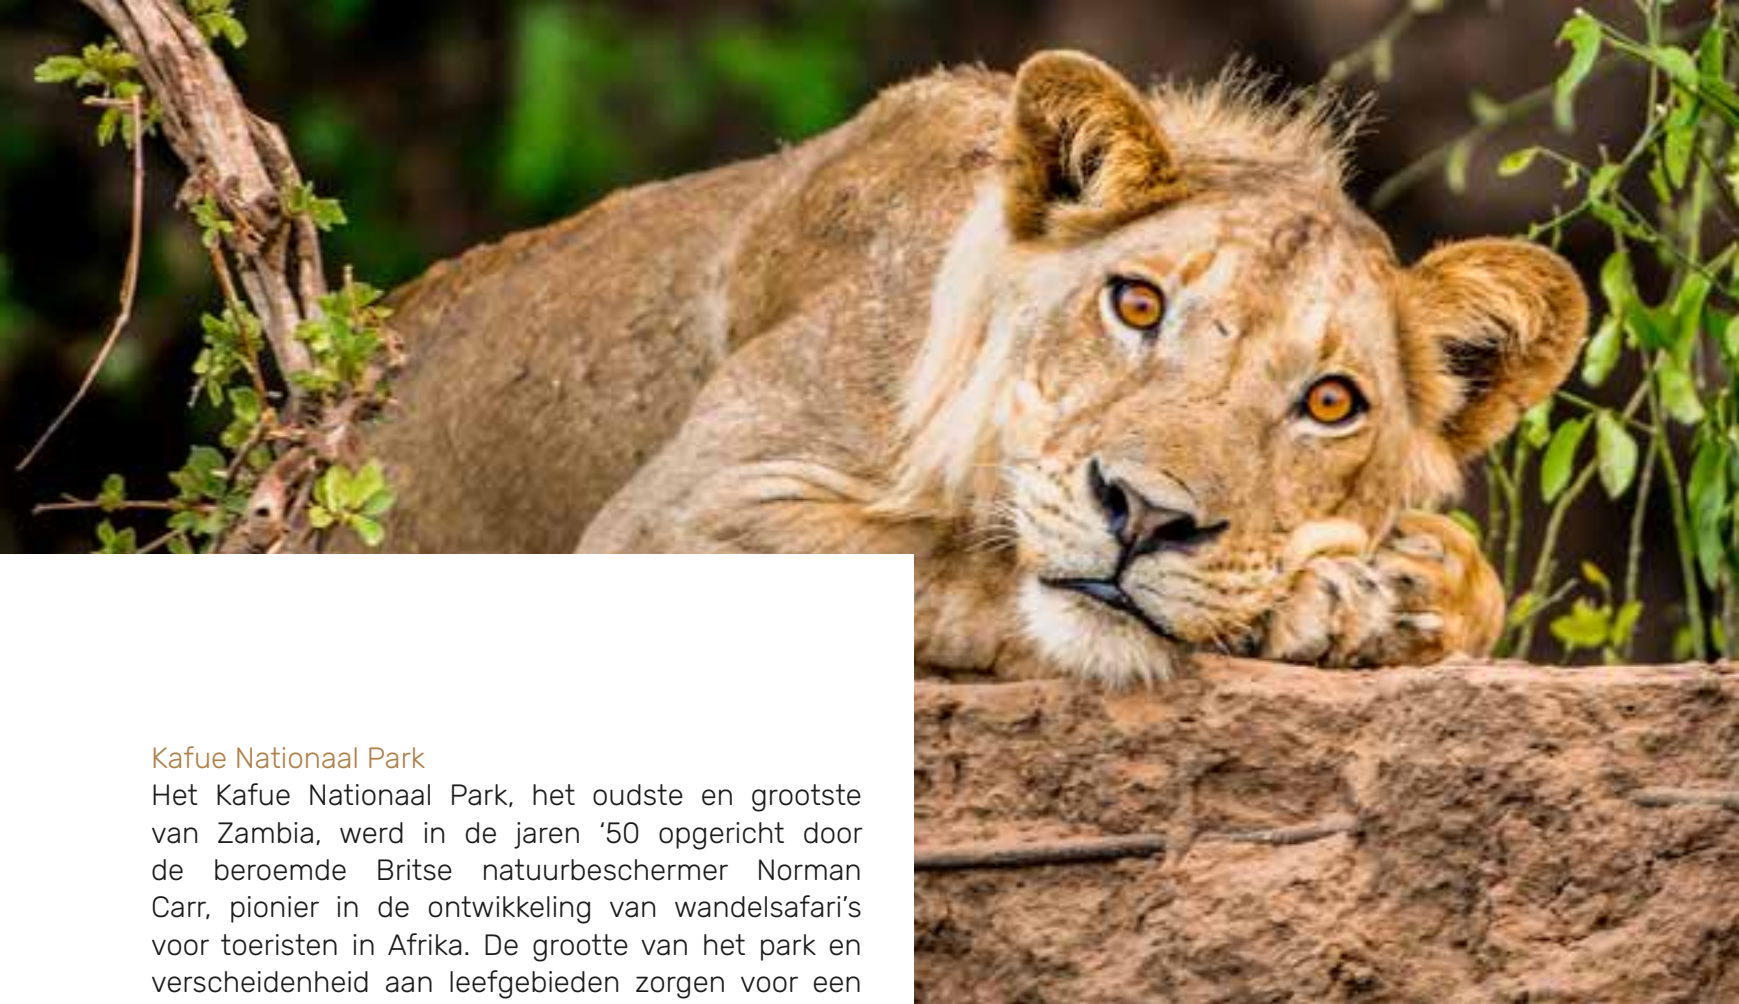 Kafue Nationaal Park
Het Kafue Nationaal Park, het oudste en grootste
van Zambia, werd in de jaren ‘50 opgericht door
de beroemde Britse natuurbeschermer Norman
Carr, pionier in de ontwikkeling van wandelsafari’s
voor toeristen in Afrika. De grootte van het park en
verscheidenheid aan leefgebieden zorgen voor een